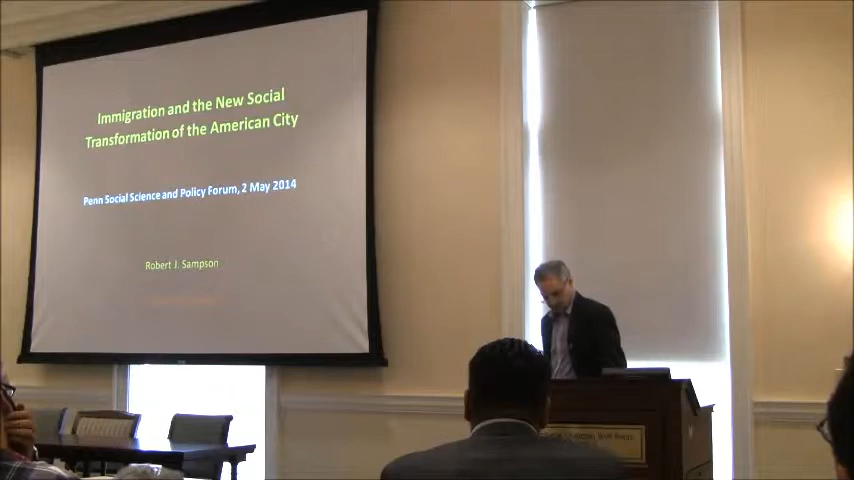 Immigration and the New Social
Transformation of the American City
Penn Social Science and Policy Forum, 2 May 2014
Robert J. Sampson